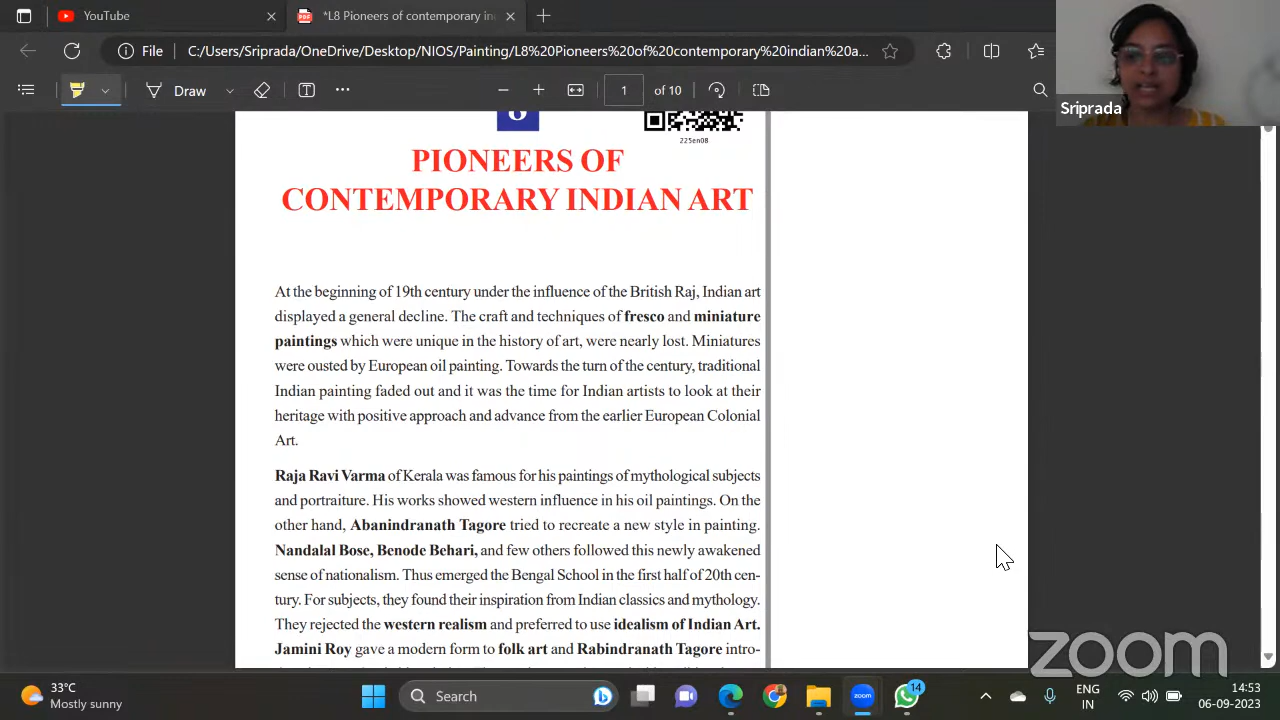 YouTube
*L8 Pioneers of contemporary in
File
C:/Users/Sriprada/OneDrive/Desktop/NIOS/Painting/L8%20Pioneers%20of%20contemporary%20indian%20a...
Draw
1 of 10
Sriprada
8
225en08
PIONEERS OF
CONTEMPORARY INDIAN ART
At the beginning of 19th century under the influence of the British Raj, Indian art
displayed a general decline. The craft and techniques of fresco and miniature
paintings which were unique in the history of art, were nearly lost. Miniatures
were ousted by European oil painting. Towards the turn of the century, traditional
Indian painting faded out and it was the time for Indian artists to look at their
heritage with positive approach and advance from the earlier European Colonial
Art.
Raja Ravi Varma of Kerala was famous for his paintings of mythological subjects
and portraiture. His works showed western influence in his oil paintings. On the
other hand, Abanindranath Tagore tried to recreate a new style in painting.
Nandalal Bose, Benode Behari, and few others followed this newly awakened
sense of nationalism. Thus emerged the Bengal School in the first half of 20th cen-
tury. For subjects, they found their inspiration from Indian classics and mythology.
They rejected the western realism and preferred to use idealism of Indian Art.
Jamini Roy gave a modern form to folk art and Rabindranath Tagore intro-
zoom
33°C
Mostly sunny
Search
14
ENG
IN
14:53
06-09-2023